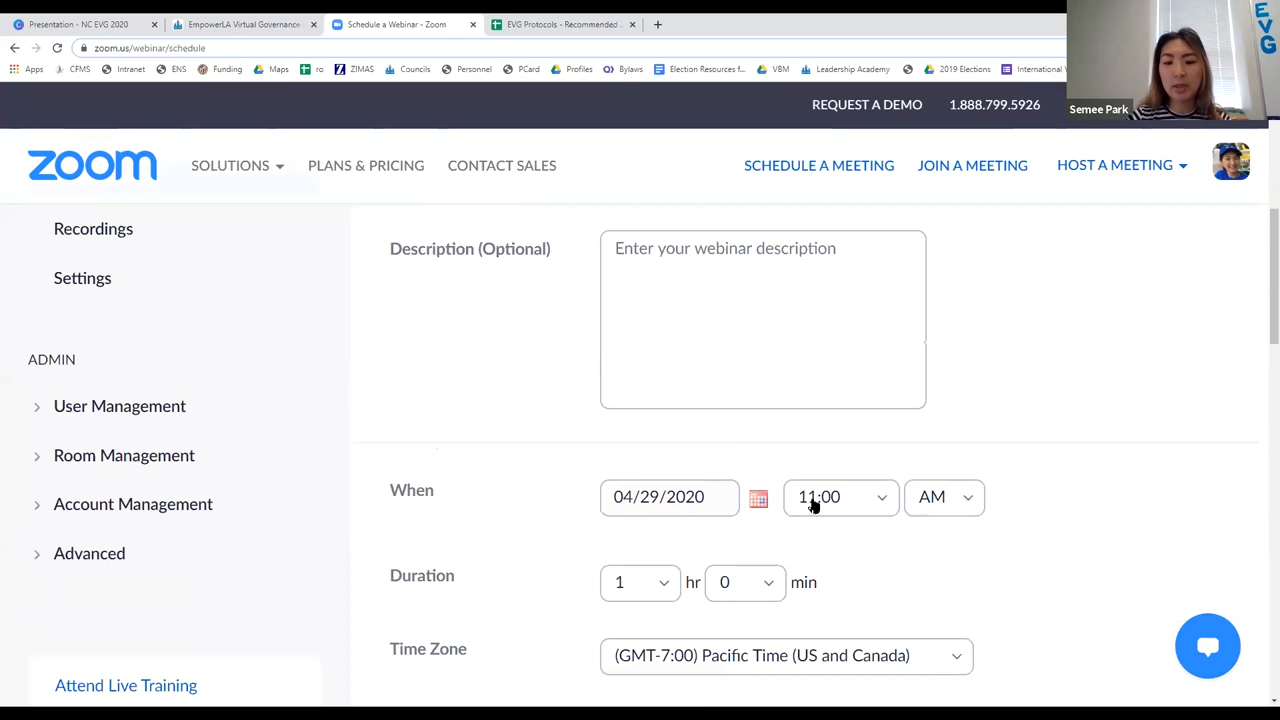 Presentation - NC EVG 2020
EmpowerLA Virtual Governance
Schedule a Webinar - Zoom
EVG Protocols - Recommended
zoom.us/webinar/schedule
Apps CFMS Intranet ENS Funding Maps ro ZIMAS Councils Personnel PCard Profiles Bylaws Election Resources f... VBM Leadership Academy 2019 Elections International
EVG
Semee Park
REQUEST A DEMO 1.888.799.5926
zoom SOLUTIONS PLANS & PRICING CONTACT SALES SCHEDULE A MEETING JOIN A MEETING HOST A MEETING
Recordings
Settings
ADMIN
User Management
Room Management
Account Management
Advanced
Attend Live Training
Description (Optional) Enter your webinar description
When 04/29/2020 11:00 AM
Duration 1 hr 0 min
Time Zone (GMT-7:00) Pacific Time (US and Canada)